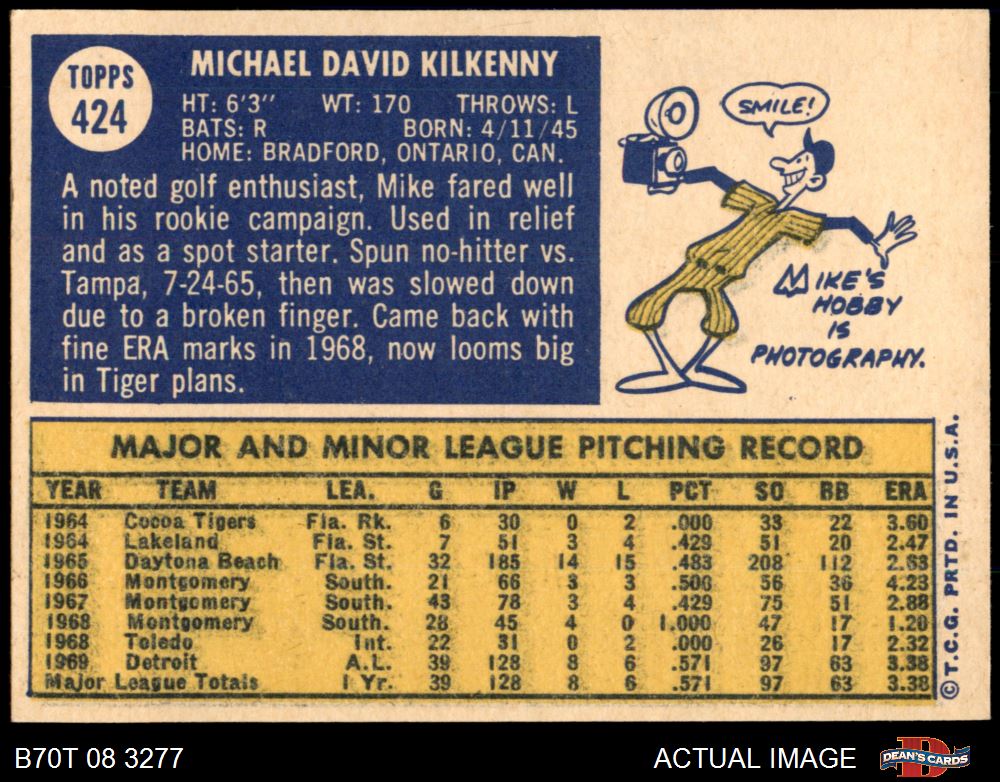 TOPPS
424
MICHAEL DAVID KILKENNY
HT: 6'3" WT: 170 THROWS: L
BATS: R BORN: 4/11/45
HOME: BRADFORD, ONTARIO, CAN.
A noted golf enthusiast, Mike fared well
in his rookie campaign. Used in relief
and as a spot starter. Spun no-hitter vs.
Tampa, 7-24-65, then was slowed down
due to a broken finger. Came back with
fine ERA marks in 1968, now looms big
in Tiger plans.
SMILE!
MIKE'S
HOBBY
IS
PHOTOGRAPHY.
MAJOR AND MINOR LEAGUE PITCHING RECORD
YEAR TEAM LEA. G IP W L PCT SO BB ERA
1964 Cocoa Tigers Fla. Rk. 6 30 0 2 .000 33 22 3.60
1964 Lakeland Fla. St. 7 51 3 4 .429 51 20 2.47
1965 Daytona Beach Fla. St. 32 185 14 15 .483 208 112 2.63
1966 Montgomery South. 21 66 3 3 .500 56 36 4.23
1967 Montgomery South. 43 78 3 4 .429 75 51 2.88
1968 Montgomery South. 28 45 4 0 1.000 47 17 1.20
1968 Toledo Int. 22 31 0 2 .000 26 17 2.32
1969 Detroit A.L. 39 128 8 6 .571 97 63 3.38
Major League Totals 1 Yr. 39 128 8 6 .571 97 63 3.38
© T.C.G. PRTD. IN U.S.A.
B70T 08 3277
ACTUAL IMAGE
DEAN'S CARDS